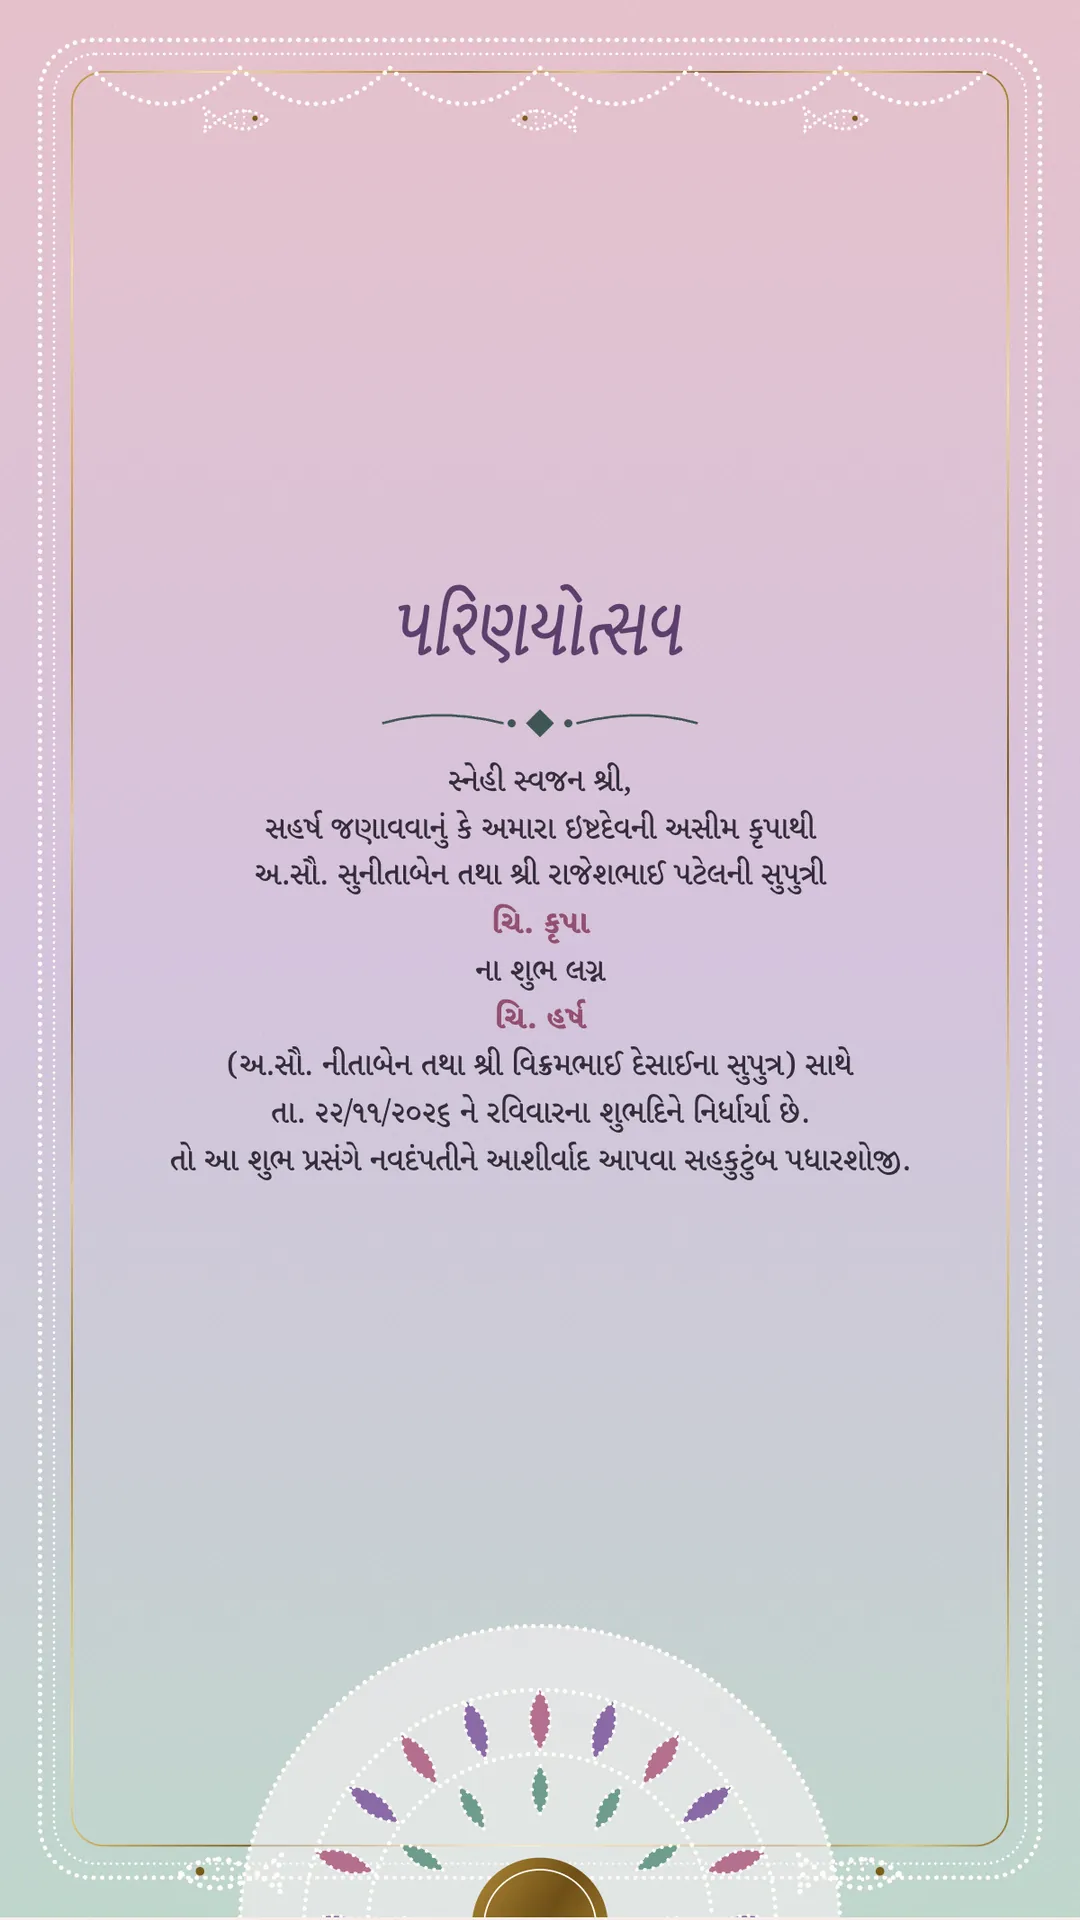 પરિણયોત્સવ
સ્નેહી સ્વજન શ્રી,
સહર્ષ જણાવવાનું કે અમારા ઇષ્ટદેવની અસીમ કૃપાથી
અ.સૌ. સુનીતાબેન તથા શ્રી રાજેશભાઈ પટેલની સુપુત્રી
ચિ. કૃપા
ના શુભ લગ્ન
ચિ. હર્ષ
(અ.સૌ. નીતાબેન તથા શ્રી વિક્રમભાઈ દેસાઈના સુપુત્ર) સાથે
તા. ૨૨/૧૧/૨૦૨૬ ને રવિવારના શુભદિને નિર્ધાર્યા છે.
તો આ શુભ પ્રસંગે નવદંપતીને આશીર્વાદ આપવા સહકુટુંબ પધારશોજી.